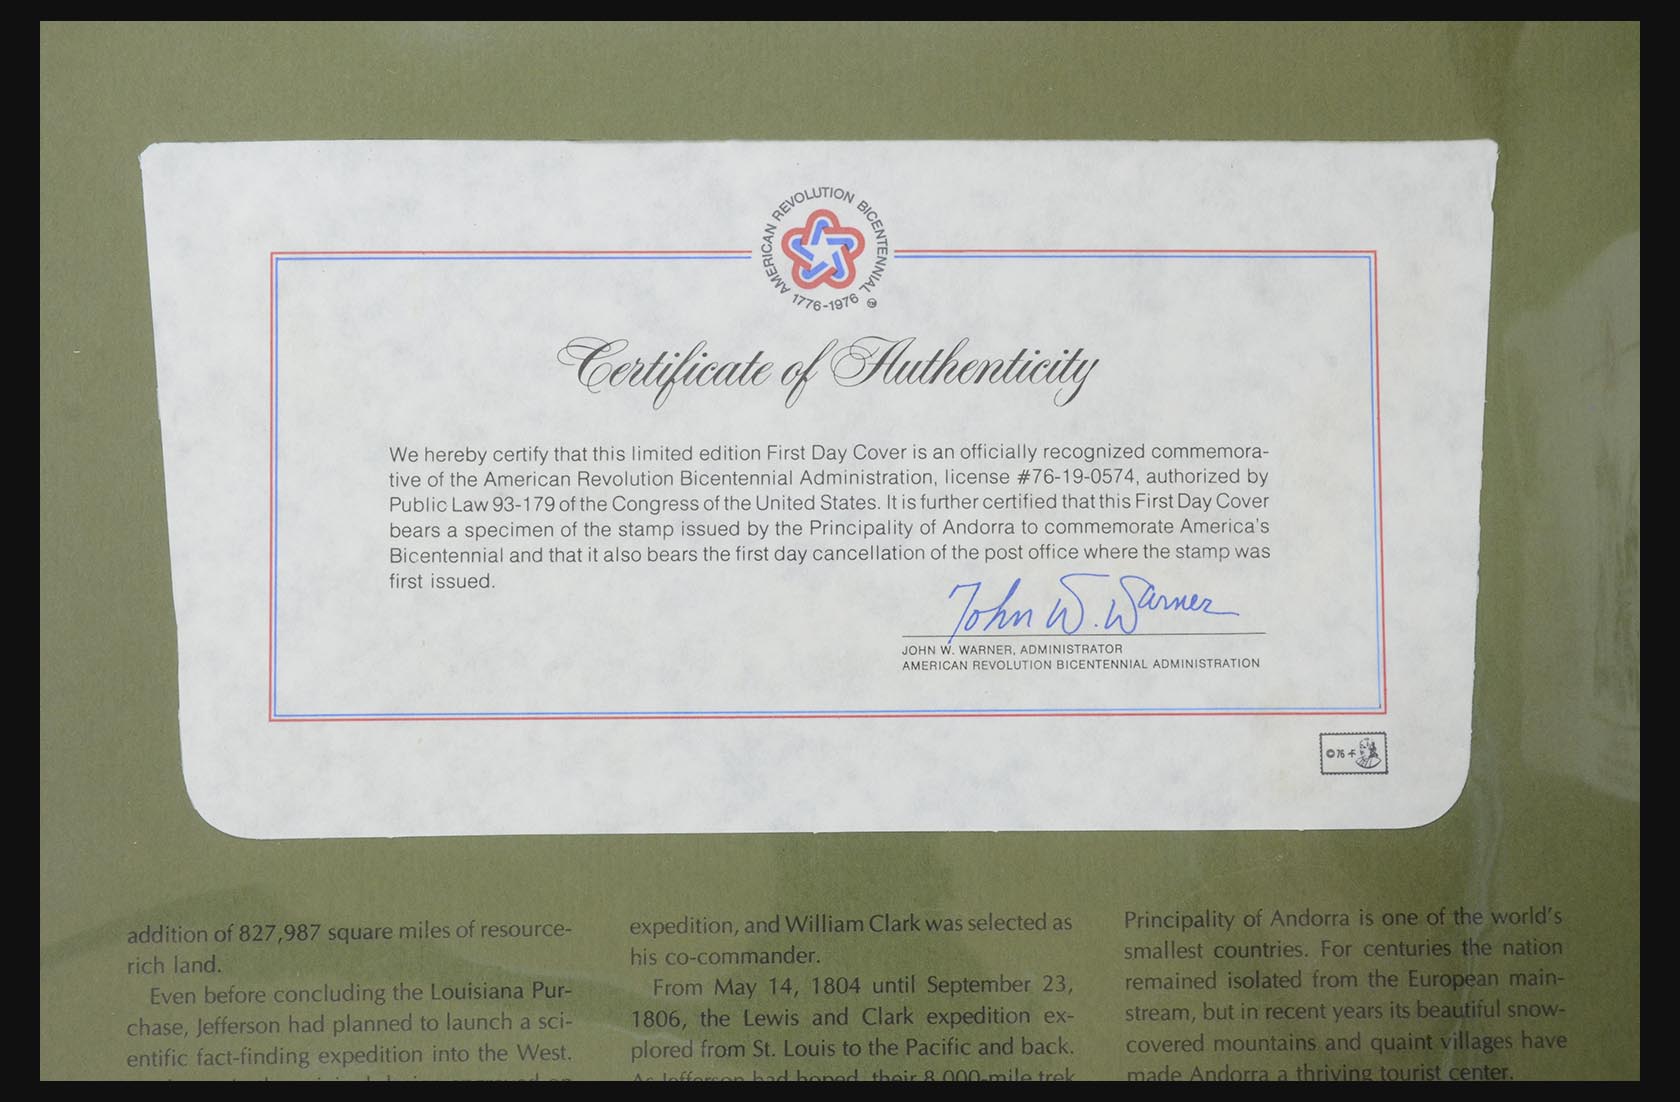 AMERICAN REVOLUTION BICENTENNIAL
1776-1976
Certificate of Authenticity
We hereby certify that this limited edition First Day Cover is an officially recognized commemora-
tive of the American Revolution Bicentennial Administration, license #76-19-0574, authorized by
Public Law 93-179 of the Congress of the United States. It is further certified that this First Day Cover
bears a specimen of the stamp issued by the Principality of Andorra to commemorate America's
Bicentennial and that it also bears the first day cancellation of the post office where the stamp was
first issued.
John W. Warner
JOHN W. WARNER, ADMINISTRATOR
AMERICAN REVOLUTION BICENTENNIAL ADMINISTRATION
© 76
addition of 827,987 square miles of resource-
rich land.
Even before concluding the Louisiana Pur-
chase, Jefferson had planned to launch a sci-
entific fact-finding expedition into the West.
expedition, and William Clark was selected as
his co-commander.
From May 14, 1804 until September 23,
1806, the Lewis and Clark expedition ex-
plored from St. Louis to the Pacific and back.
As Jefferson had hoped, their 8,000-mile trek
Principality of Andorra is one of the world's
smallest countries. For centuries the nation
remained isolated from the European main-
stream, but in recent years its beautiful snow-
covered mountains and quaint villages have
made Andorra a thriving tourist center.